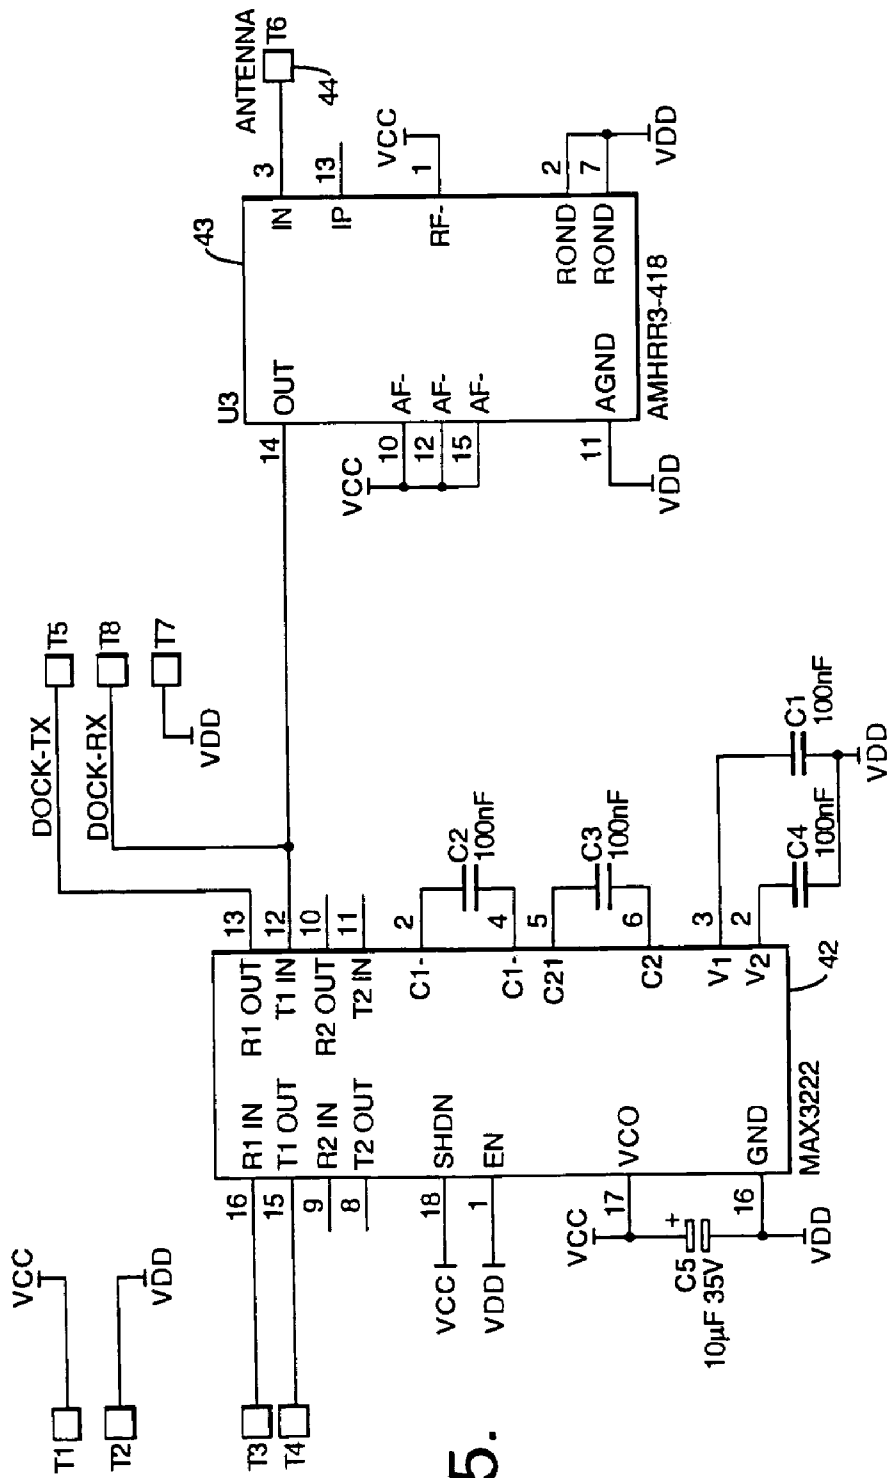 T1
VCC
T2
VDD
T3
T4
16
15
9
8
18
1
17
16
VCC
VDD
VCC
C5
+
10µF 35V
VDD
R1 IN
T1 OUT
R2 IN
T2 OUT
SHDN
EN
VCO
GND
R1 OUT
T1 IN
R2 OUT
T2 IN
C1-
C1-
C21
C2
V1
V2
MAX3222
42
13
12
10
11
2
4
5
6
3
2
C2
100nF
C3
100nF
C4
100nF
C1
100nF
VDD
DOCK-TX
T5
DOCK-RX
T8
T7
VDD
14
VCC
10
12
15
11
VDD
U3
43
OUT
AF-
AF-
AF-
AGND
IN
IP
RF-
ROND
ROND
AMHRR3-418
3
13
1
2
7
ANTENNA
T6
44
VCC
VDD
5.